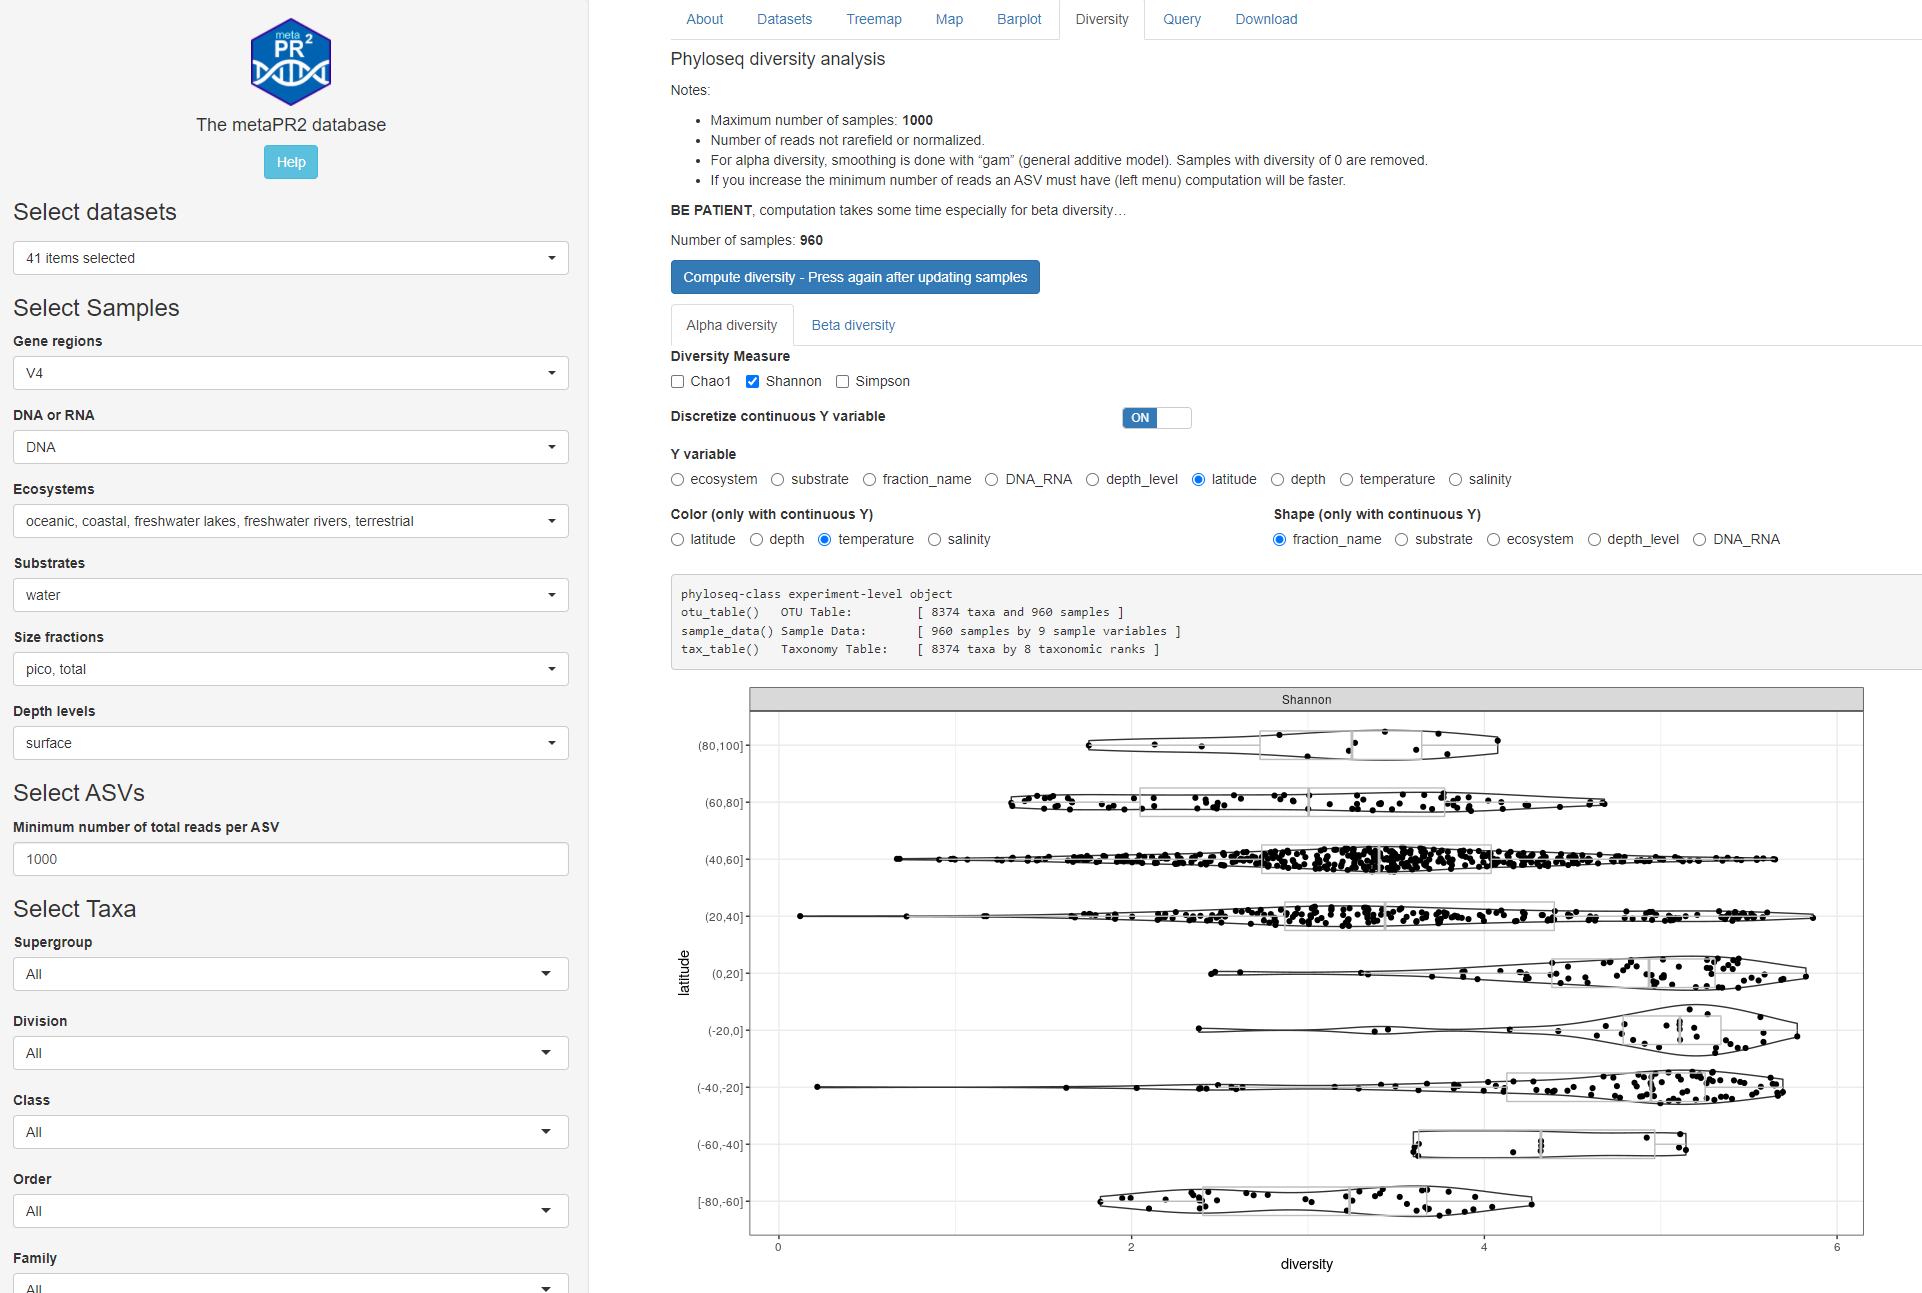 meta
PR2
The metaPR2 database
Help
Select datasets
41 items selected
Select Samples
Gene regions
V4
DNA or RNA
DNA
Ecosystems
oceanic, coastal, freshwater lakes, freshwater rivers, terrestrial
Substrates
water
Size fractions
pico, total
Depth levels
surface
Select ASVs
Minimum number of total reads per ASV
1000
Select Taxa
Supergroup
All
Division
All
Class
All
Order
All
Family
All
About Datasets Treemap Map Barplot Diversity Query Download
Phyloseq diversity analysis
Notes:
• Maximum number of samples: 1000
• Number of reads not rarefield or normalized.
• For alpha diversity, smoothing is done with “gam” (general additive model). Samples with diversity of 0 are removed.
• If you increase the minimum number of reads an ASV must have (left menu) computation will be faster.
BE PATIENT, computation takes some time especially for beta diversity…
Number of samples: 960
Compute diversity - Press again after updating samples
Alpha diversity Beta diversity
Diversity Measure
Chao1 Shannon Simpson
Discretize continuous Y variable ON
Y variable
ecosystem substrate fraction_name DNA_RNA depth_level latitude depth temperature salinity
Color (only with continuous Y) Shape (only with continuous Y)
latitude depth temperature salinity fraction_name substrate ecosystem depth_level DNA_RNA
phyloseq-class experiment-level object
otu_table() OTU Table: [ 8374 taxa and 960 samples ]
sample_data() Sample Data: [ 960 samples by 9 sample variables ]
tax_table() Taxonomy Table: [ 8374 taxa by 8 taxonomic ranks ]
Shannon
(80,100]
(60,80]
(40,60]
(20,40]
(0,20]
(-20,0]
(-40,-20]
(-60,-40]
[-80,-60]
latitude
0 2 4 6
diversity